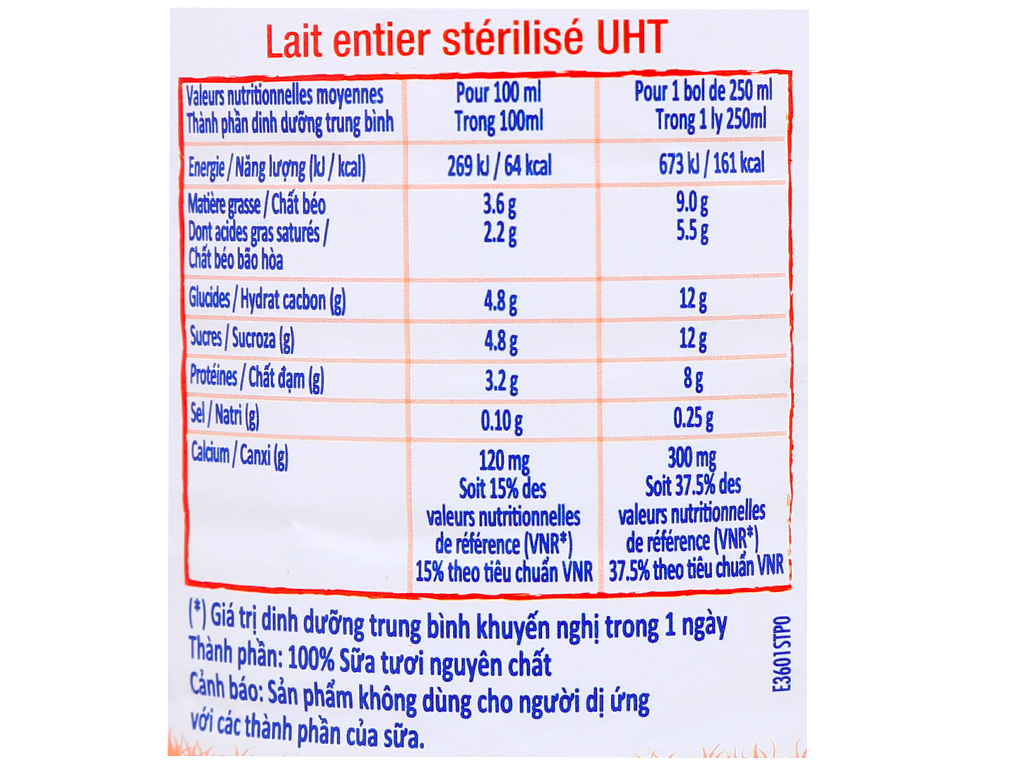 Lait entier stérilisé UHT
Valeurs nutritionnelles moyennes Pour 100 ml Pour 1 bol de 250 ml
Thành phần dinh dưỡng trung bình Trong 100ml Trong 1 ly 250ml
Energie / Năng lượng (kJ / kcal) 269 kJ / 64 kcal 673 kJ / 161 kcal
Matière grasse / Chất béo 3.6 g 9.0 g
Dont acides gras saturés / 2.2 g 5.5 g
Chất béo bão hòa
Glucides / Hydrat cacbon (g) 4.8 g 12 g
Sucres / Sucroza (g) 4.8 g 12 g
Protéines / Chất đạm (g) 3.2 g 8 g
Sel / Natri (g) 0.10 g 0.25 g
Calcium / Canxi (g) 120 mg 300 mg
Soit 15% des Soit 37.5% des
valeurs nutritionnelles valeurs nutritionnelles
de référence (VNR*) de référence (VNR*)
15% theo tiêu chuẩn VNR 37.5% theo tiêu chuẩn VNR
(*) Giá trị dinh dưỡng trung bình khuyến nghị trong 1 ngày
Thành phần: 100% Sữa tươi nguyên chất
Cảnh báo: Sản phẩm không dùng cho người dị ứng
với các thành phần của sữa.
E3601STPO